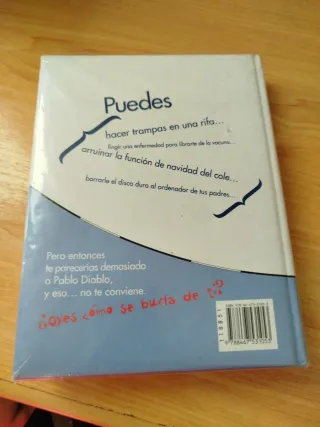 Puedes
hacer trampas en una rifa...
fingir una enfermedad para librarte de la vacuna...
arruinar la función de navidad del cole...
borrarle el disco duro al ordenador de tus padres...
Pero entonces
te parecerías demasiado
a Pablo Diablo,
y eso... no te conviene.
¿oyes cómo se burla de ti?